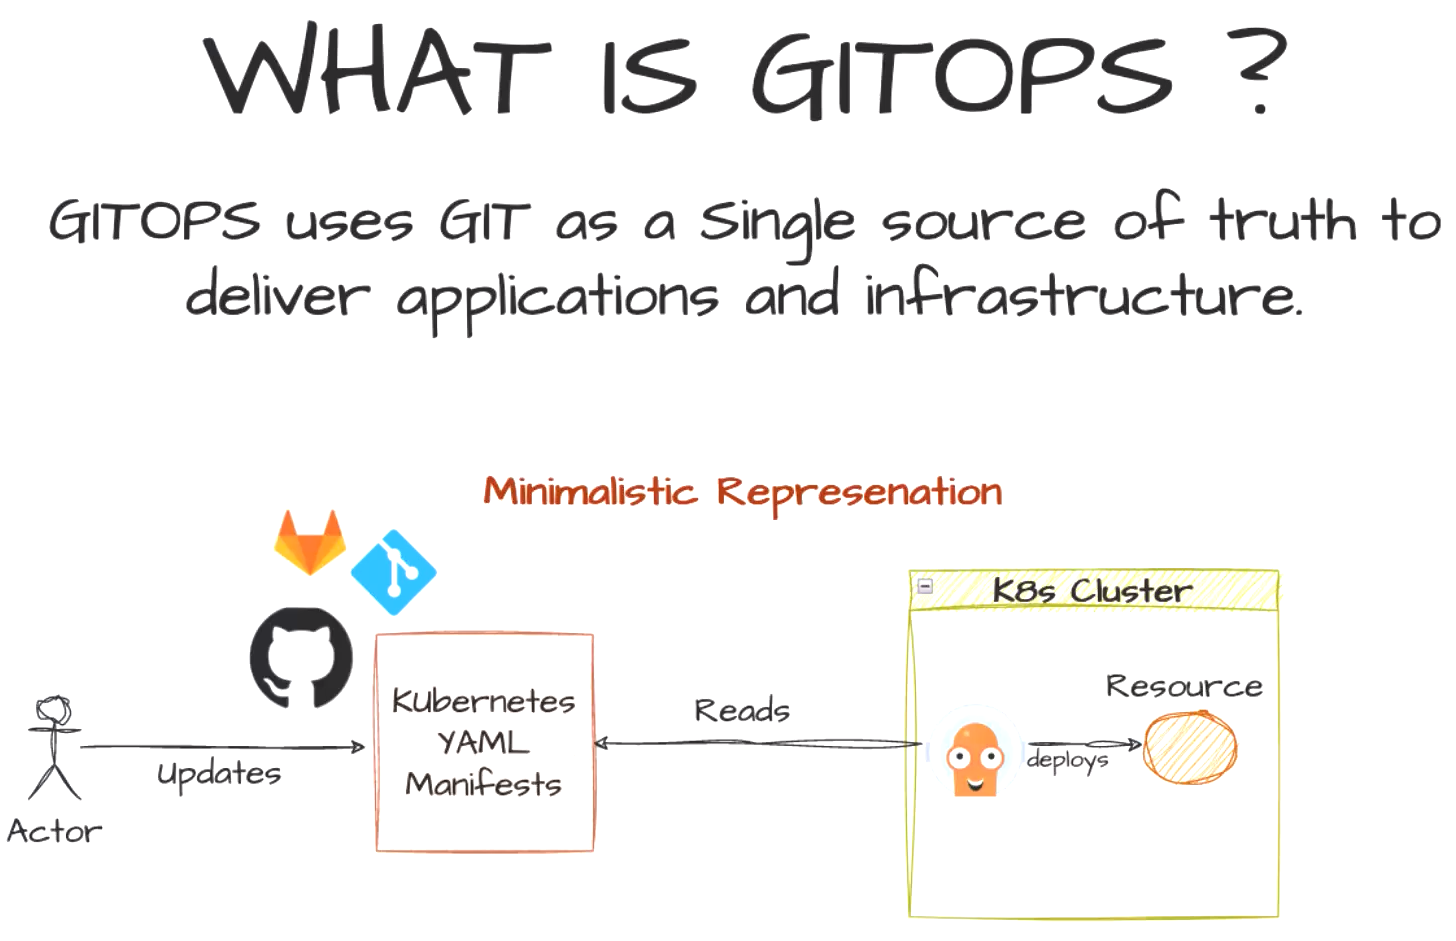 WHAT IS GITOPS ?
GITOPS uses GIT as a Single source of truth to
deliver applications and infrastructure.
Minimalistic Represenation
K8s Cluster
Resource
Kubernetes
YAML
Manifests
Reads
deploys
Updates
Actor